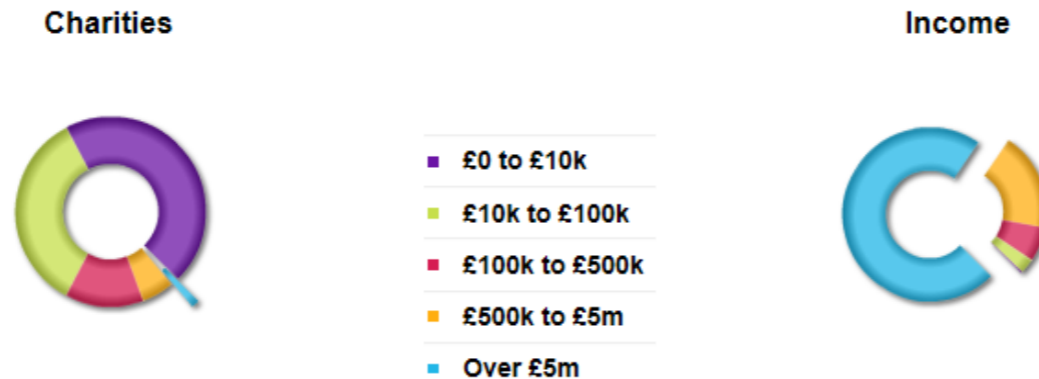 Charities
Income
£0 to £10k
£10k to £100k
£100k to £500k
£500k to £5m
Over £5m